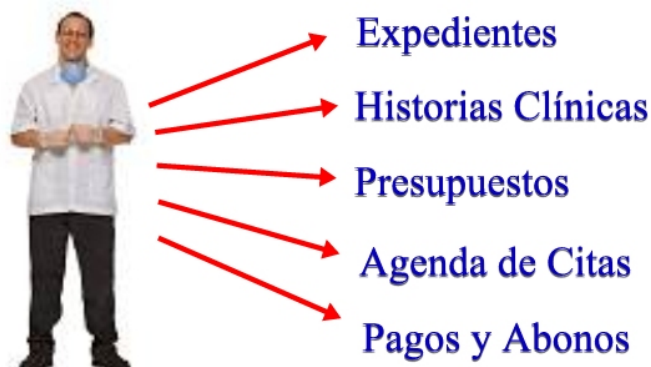 Expedientes
Historias Clínicas
Presupuestos
Agenda de Citas
Pagos y Abonos